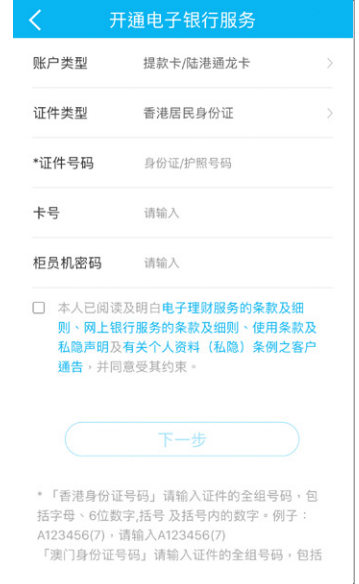 开通电子银行服务
账户类型 提款卡/陆港通龙卡
证件类型 香港居民身份证
*证件号码 身份证/护照号码
卡号 请输入
柜员机密码 请输入
本人已阅读及明白电子理财服务的条款及细
则、网上银行服务的条款及细则、使用条款及
私隐声明及有关个人资料（私隐）条例之客户
通告，并同意受其约束。
下一步
*「香港身份证号码」请输入证件的全组号码，包
括字母、6位数字,括号 及括号内的数字。例子：
A123456(7)，请输入A123456(7)
「澳门身份证号码」请输入证件的全组号码，包括